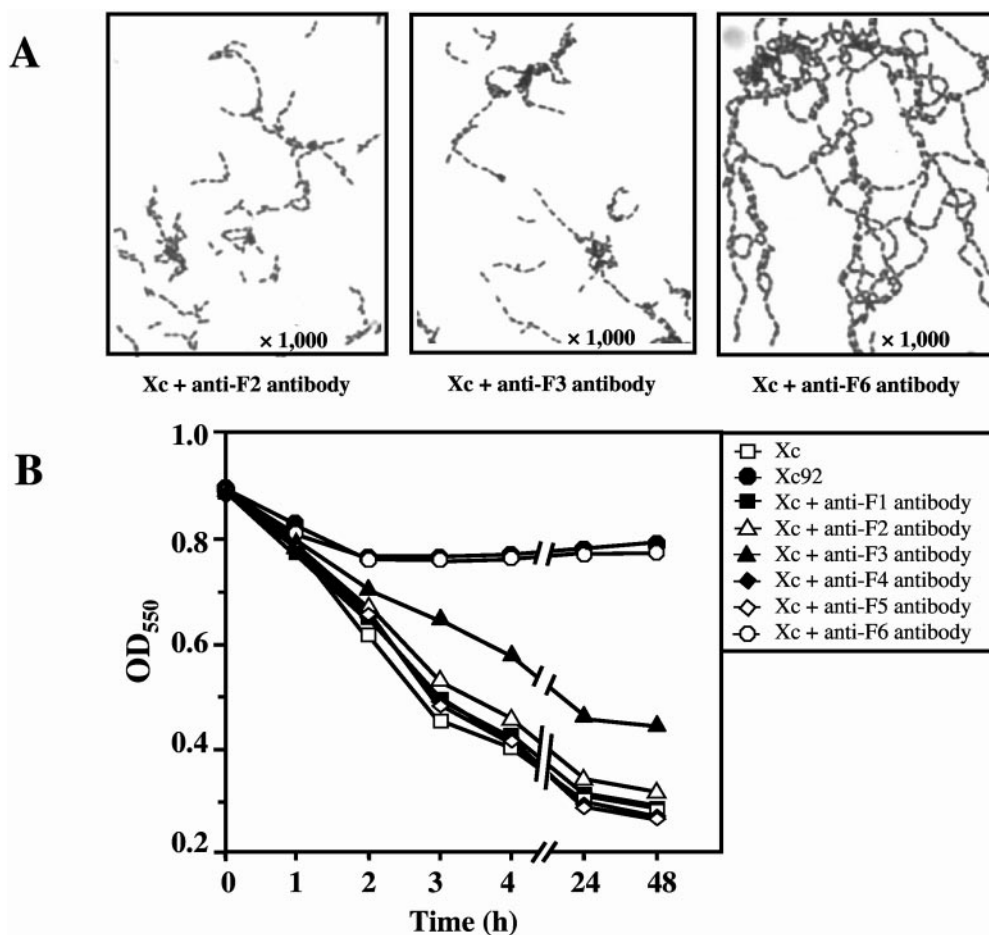 A
× 1,000
× 1,000
× 1,000
Xc + anti-F2 antibody
Xc + anti-F3 antibody
Xc + anti-F6 antibody
B
1.0
0.8
0.6
0.4
0.2
OD550
0 1 2 3 4 24 48
Time (h)
Xc
Xc92
Xc + anti-F1 antibody
Xc + anti-F2 antibody
Xc + anti-F3 antibody
Xc + anti-F4 antibody
Xc + anti-F5 antibody
Xc + anti-F6 antibody